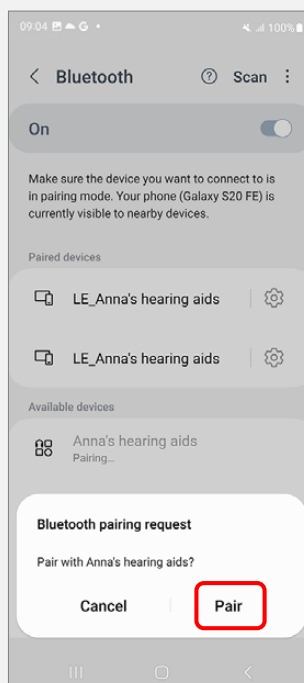 09:04 G • 100%
Bluetooth ? Scan
On
Make sure the device you want to connect to is
in pairing mode. Your phone (Galaxy S20 FE) is
currently visible to nearby devices.
Paired devices
LE_Anna's hearing aids
LE_Anna's hearing aids
Available devices
Anna's hearing aids
Pairing...
Bluetooth pairing request
Pair with Anna's hearing aids?
Cancel Pair